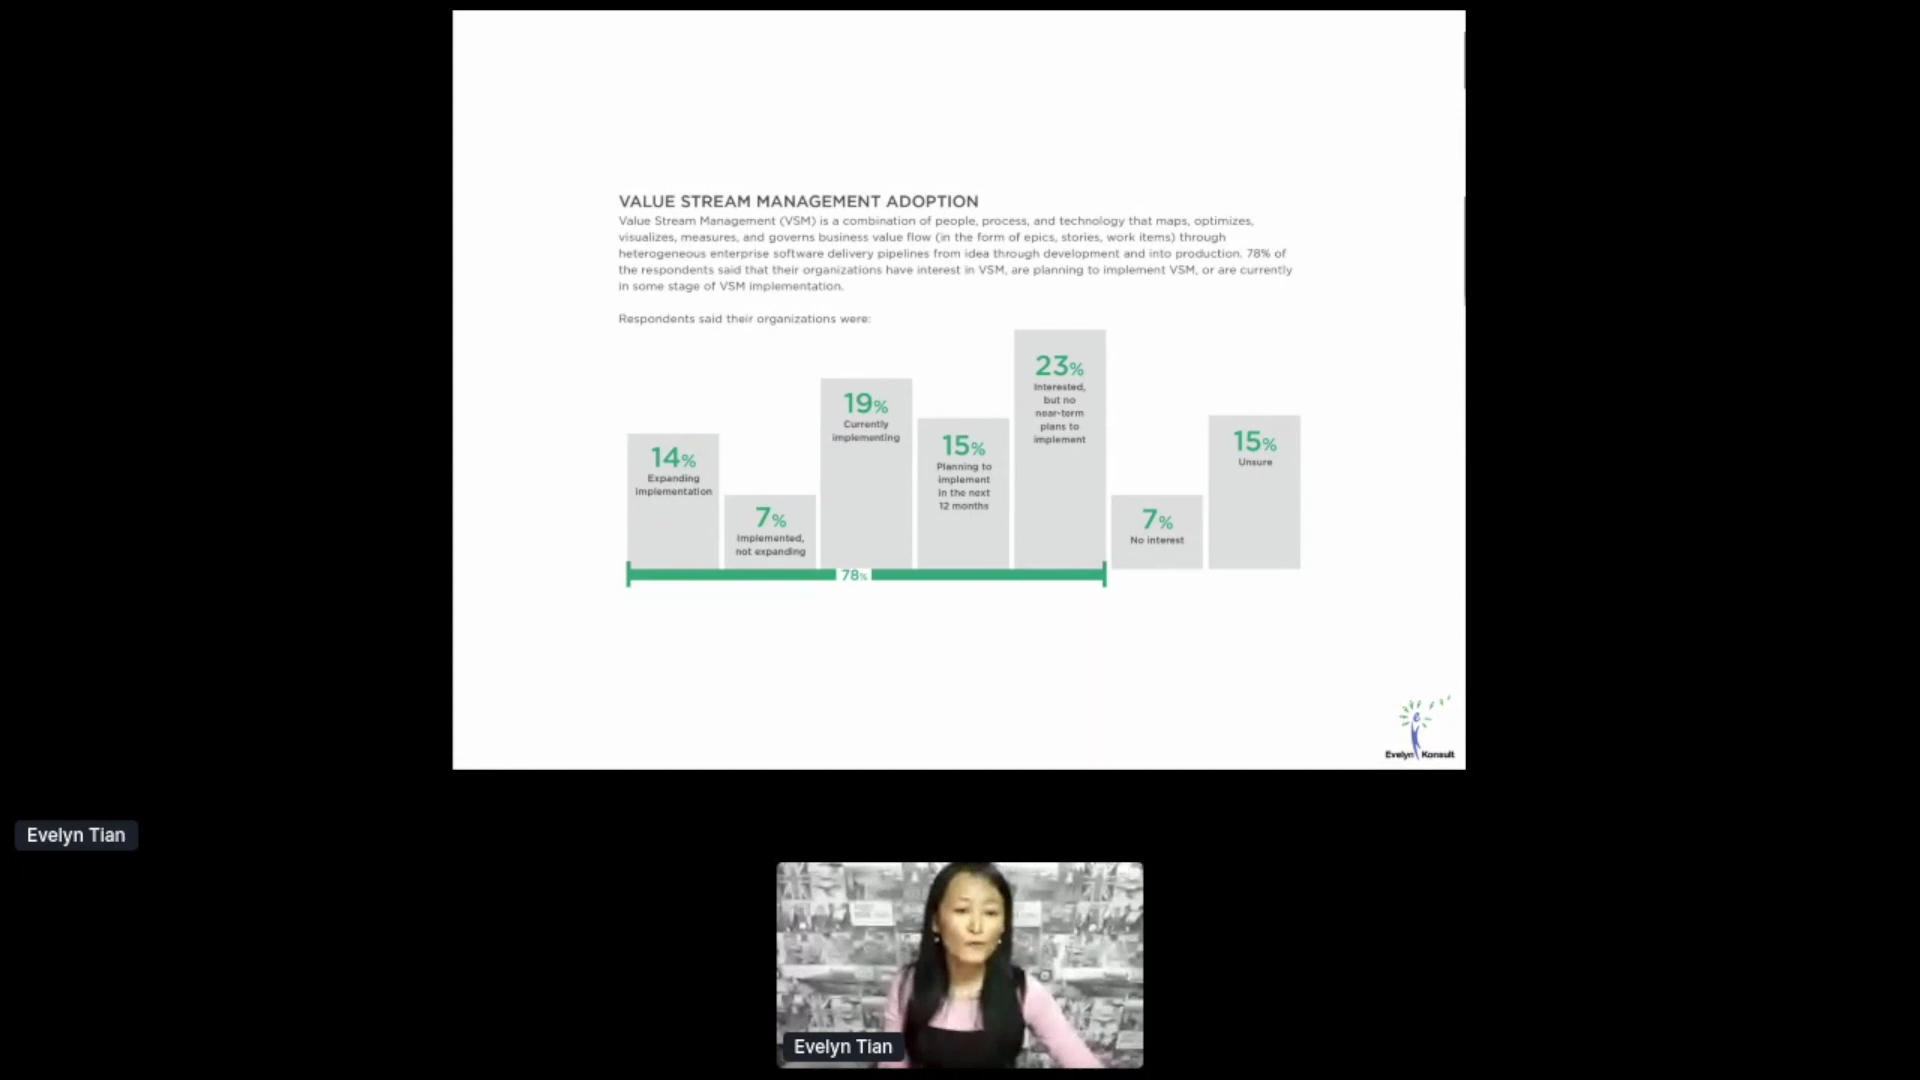 VALUE STREAM MANAGEMENT ADOPTION
Value Stream Management (VSM) is a combination of people, process, and technology that maps, optimizes,
visualizes, measures, and governs business value flow (in the form of epics, stories, work items) through
heterogeneous enterprise software delivery pipelines from idea through development and into production. 78% of
the respondents said that their organizations have interest in VSM, are planning to implement VSM, or are currently
in some stage of VSM implementation.
Respondents said their organizations were:
14%
Expanding
implementation
7%
Implemented,
not expanding
19%
Currently
implementing
15%
Planning to
implement
in the next
12 months
23%
Interested,
but no
near-term
plans to
implement
7%
No interest
15%
Unsure
78%
e
Evelyn Konsult
Evelyn Tian
Evelyn Tian